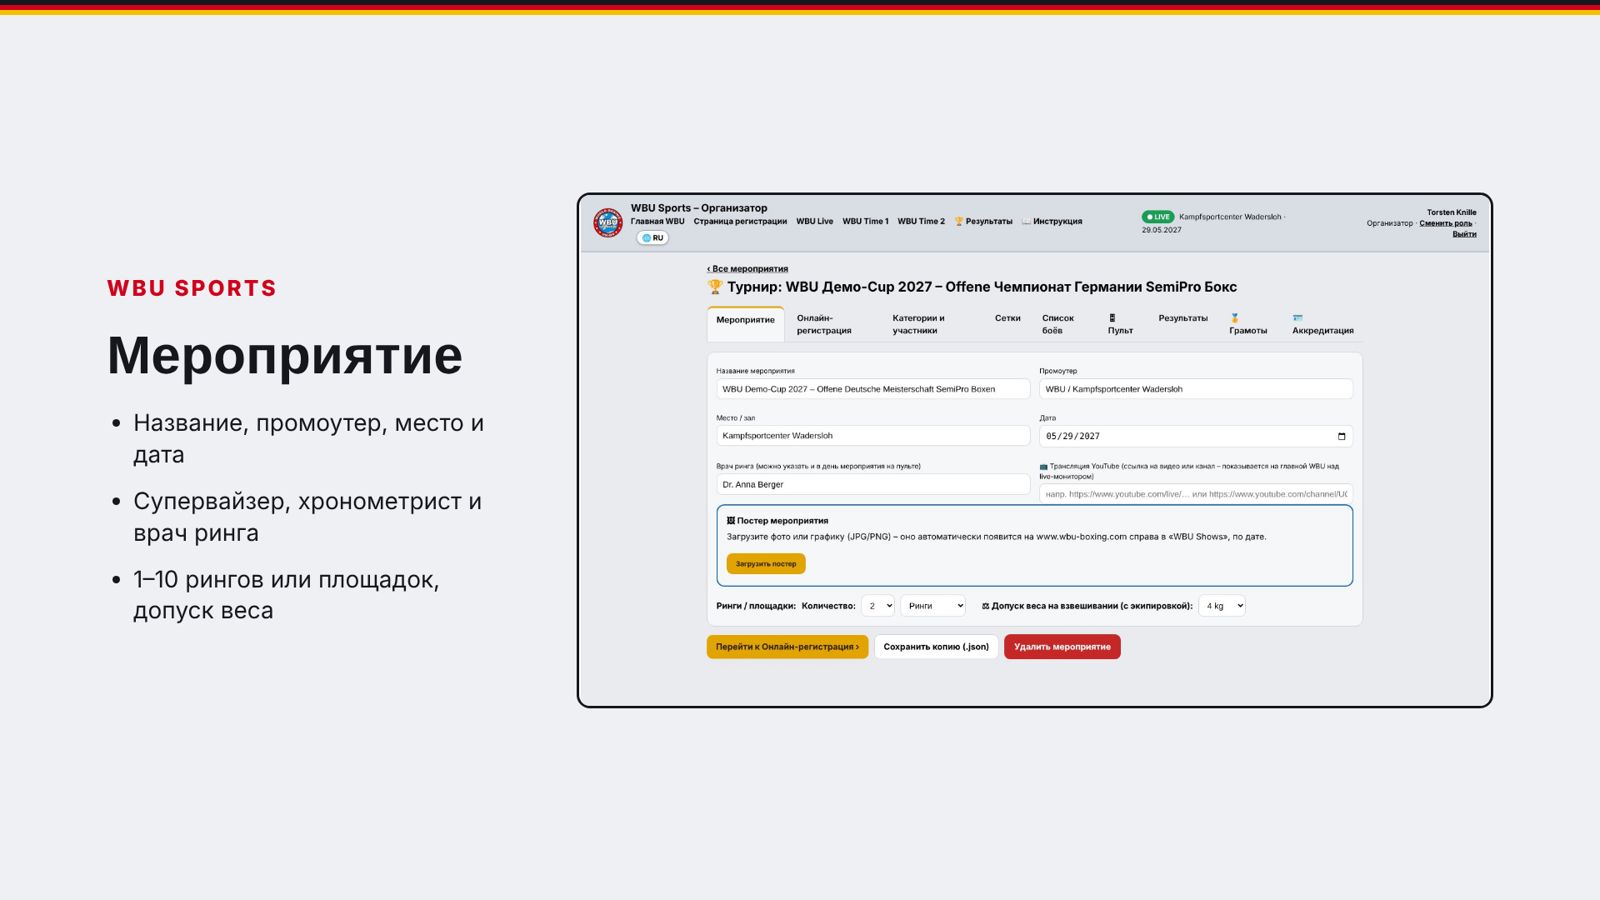 WBU SPORTS
Мероприятие
• Название, промоутер, место и
дата
• Супервайзер, хронометрист и
врач ринга
• 1–10 рингов или площадок,
допуск веса
WBU
WBU Sports – Организатор
Главная WBU Страница регистрации WBU Live WBU Time 1 WBU Time 2 🏆 Результаты 📖 Инструкция
🌐 RU
LIVE Kampfsportcenter Wadersloh ·
29.05.2027
Torsten Knille
Организатор · Сменить роль ·
Выйти
‹ Все мероприятия
🏆 Турнир: WBU Демо-Cup 2027 – Offene Чемпионат Германии SemiPro Бокс
Мероприятие
Онлайн-
регистрация
Категории и
участники
Сетки
Список
боёв
Пульт
Результаты
Грамоты
Аккредитация
Название мероприятия
WBU Demo-Cup 2027 – Offene Deutsche Meisterschaft SemiPro Boxen
Промоутер
WBU / Kampfsportcenter Wadersloh
Место / зал
Kampfsportcenter Wadersloh
Дата
05/29/2027
Врач ринга (можно указать и в день мероприятия на пульте)
Dr. Anna Berger
📺 Трансляция YouTube (ссылка на видео или канал – показывается на главной WBU над
live-монитором)
напр. https://www.youtube.com/live/… или https://www.youtube.com/channel/UC
🖼 Постер мероприятия
Загрузите фото или графику (JPG/PNG) – оно автоматически появится на www.wbu-boxing.com справа в «WBU Shows», по дате.
Загрузить постер
Ринги / площадки: Количество: 2 Ринги ⚖ Допуск веса на взвешивании (с экипировкой): 4 kg
Перейти к Онлайн-регистрация › Сохранить копию (.json) Удалить мероприятие